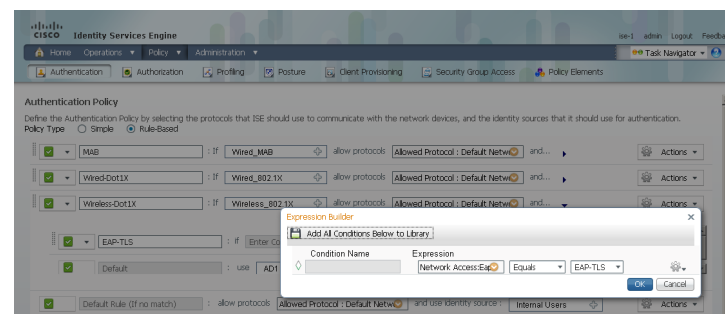 CISCO Identity Services Engine
ise-1 admin Logout Feedba
Home Operations Policy Administration
Task Navigator
Authentication Authorization Profiling Posture Client Provisioning Security Group Access Policy Elements
Authentication Policy
Define the Authentication Policy by selecting the protocols that ISE should use to communicate with the network devices, and the identity sources that it should use for authentication.
Policy Type Simple Rule-Based
MAB : If Wired_MAB allow protocols Allowed Protocol : Default Netw and... Actions
Wired-Dot1X : If Wired_802.1X allow protocols Allowed Protocol : Default Netw and... Actions
Wireless-Dot1X : If Wireless_802.1X allow protocols Allowed Protocol : Default Netw and... Actions
Expression Builder
Add All Conditions Below to Library
EAP-TLS : if Enter Co
Condition Name Expression
Default : use AD1
Network Access:Eap Equals EAP-TLS
OK Cancel
Default Rule (If no match) : allow protocols Allowed Protocol : Default Netw and use identity source : Internal Users Actions